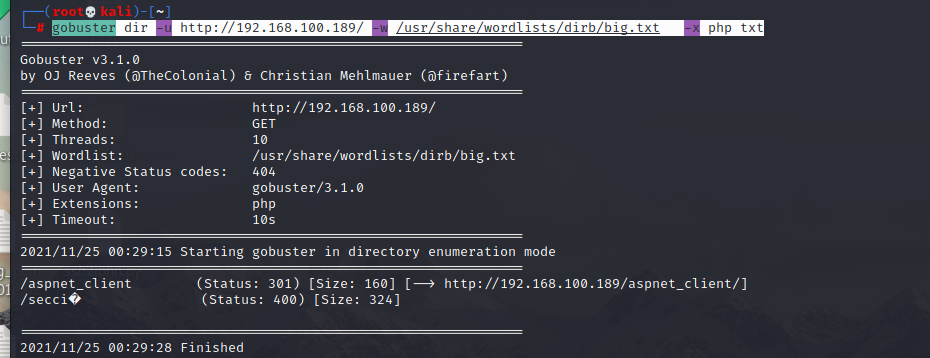 ┌──(root💀kali)-[~]
└─# gobuster dir -u http://192.168.100.189/ -w /usr/share/wordlists/dirb/big.txt -x php txt
===============================================================
Gobuster v3.1.0
by OJ Reeves (@TheColonial) & Christian Mehlmauer (@firefart)
===============================================================
[+] Url: http://192.168.100.189/
[+] Method: GET
[+] Threads: 10
[+] Wordlist: /usr/share/wordlists/dirb/big.txt
[+] Negative Status codes: 404
[+] User Agent: gobuster/3.1.0
[+] Extensions: php
[+] Timeout: 10s
===============================================================
2021/11/25 00:29:15 Starting gobuster in directory enumeration mode
===============================================================
/aspnet_client (Status: 301) [Size: 160] [--> http://192.168.100.189/aspnet_client/]
/secci� (Status: 400) [Size: 324]
===============================================================
2021/11/25 00:29:28 Finished